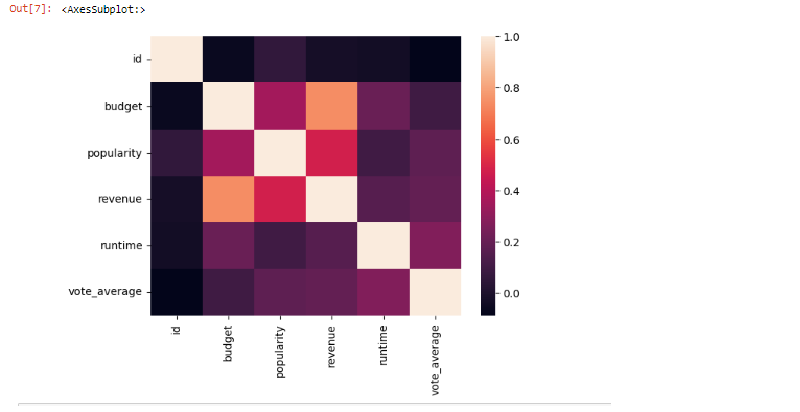 Out[7]: <AxesSubplot:>
1.0
id
0.8
budget
0.6
popularity
0.4
revenue
0.2
runtime
0.0
vote_average
id
budget
popularity
revenue
runtime
vote_average